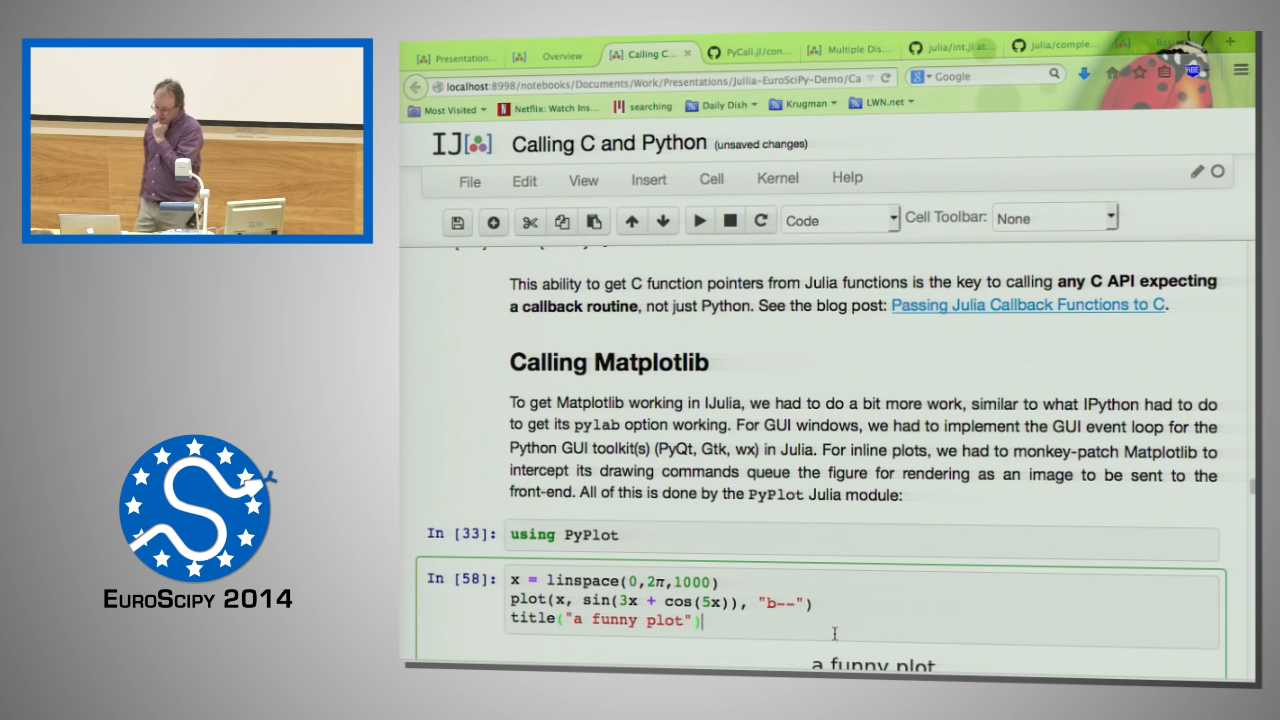 Presentation...
Overview
Calling C...
PyCall.jl/con...
Multiple Dis...
julia/int.jl at...
julia/comple...
localhost:8998/notebooks/Documents/Work/Presentations/Jullia-EuroSciPy-Demo/Ca
Google
Most Visited
Netflix: Watch Ins...
searching
Daily Dish
Krugman
LWN.net
IJ
Calling C and Python (unsaved changes)
File Edit View Insert Cell Kernel Help
Code
Cell Toolbar: None
This ability to get C function pointers from Julia functions is the key to calling any C API expecting
a callback routine, not just Python. See the blog post: Passing Julia Callback Functions to C.
Calling Matplotlib
To get Matplotlib working in IJulia, we had to do a bit more work, similar to what IPython had to do
to get its pylab option working. For GUI windows, we had to implement the GUI event loop for the
Python GUI toolkit(s) (PyQt, Gtk, wx) in Julia. For inline plots, we had to monkey-patch Matplotlib to
intercept its drawing commands queue the figure for rendering as an image to be sent to the
front-end. All of this is done by the PyPlot Julia module:
In [33]: using PyPlot
In [58]: x = linspace(0,2π,1000)
plot(x, sin(3x + cos(5x)), "b--")
title("a funny plot")
a funny plot
EuroScipy 2014